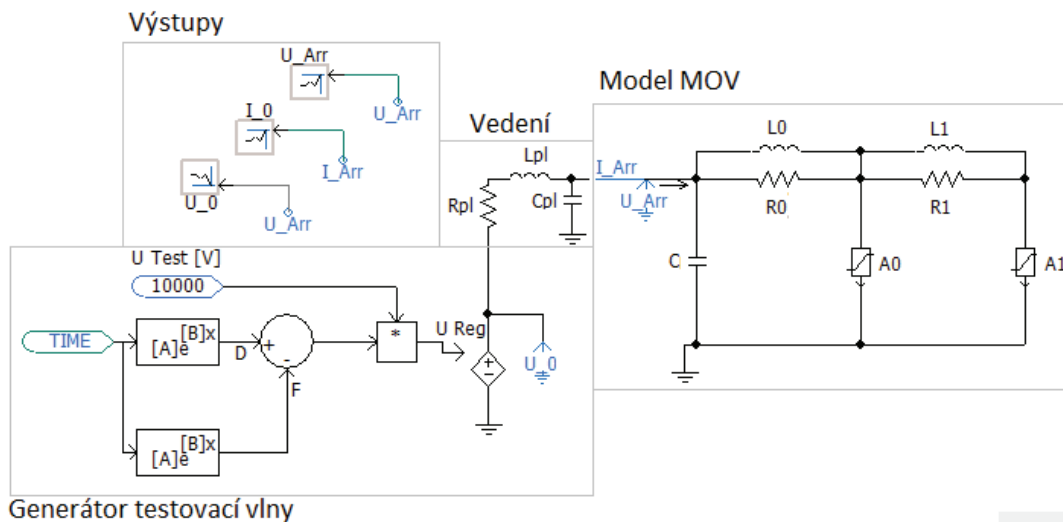 Výstupy
U_Arr
U_Arr
I_0
I_Arr
U_0
U_Arr
Vedení
Lpl
Rpl
Cpl
Model MOV
I_Arr
U_Arr
L0
L1
R0
R1
C
A0
A1
U Test [V]
10000
TIME
[A]e[B]x
D
+
-
*
U Reg
+
-
U_0
F
[A]e[B]x
Generátor testovací vlny